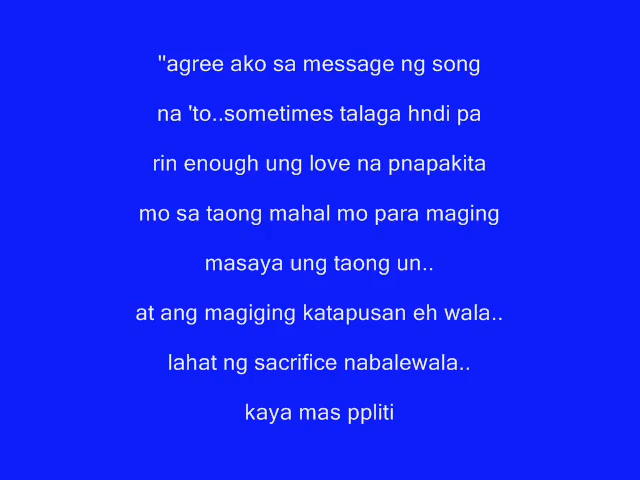 "agree ako sa message ng song
na 'to..sometimes talaga hndi pa
rin enough ung love na pnapakita
mo sa taong mahal mo para maging
masaya ung taong un..
at ang magiging katapusan eh wala..
lahat ng sacrifice nabalewala..
kaya mas ppliti